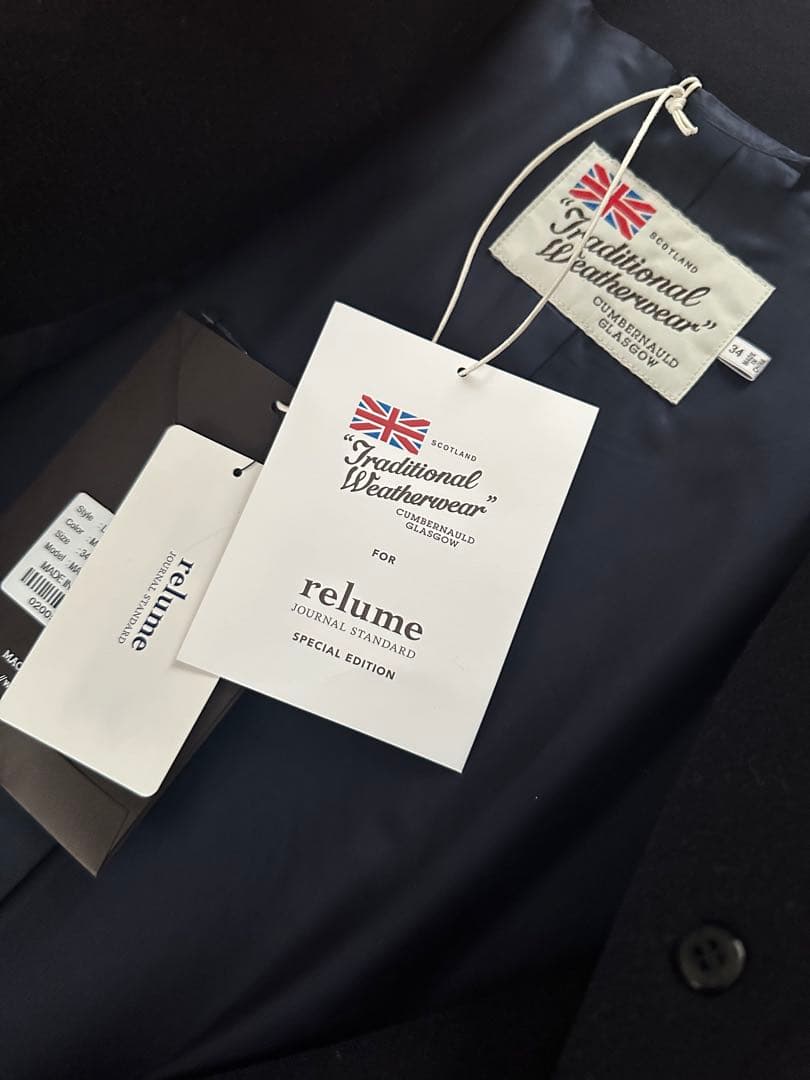 SCOTLAND
"Traditional
Weatherwear"
CUMBERNAULD
GLASGOW
34
SCOTLAND
"Traditional
Weatherwear"
CUMBERNAULD
GLASGOW
FOR
relume
JOURNAL STANDARD
SPECIAL EDITION
relume
JOURNAL STANDARD
Style :
Color :
Size : 34
Model :
MADE IN